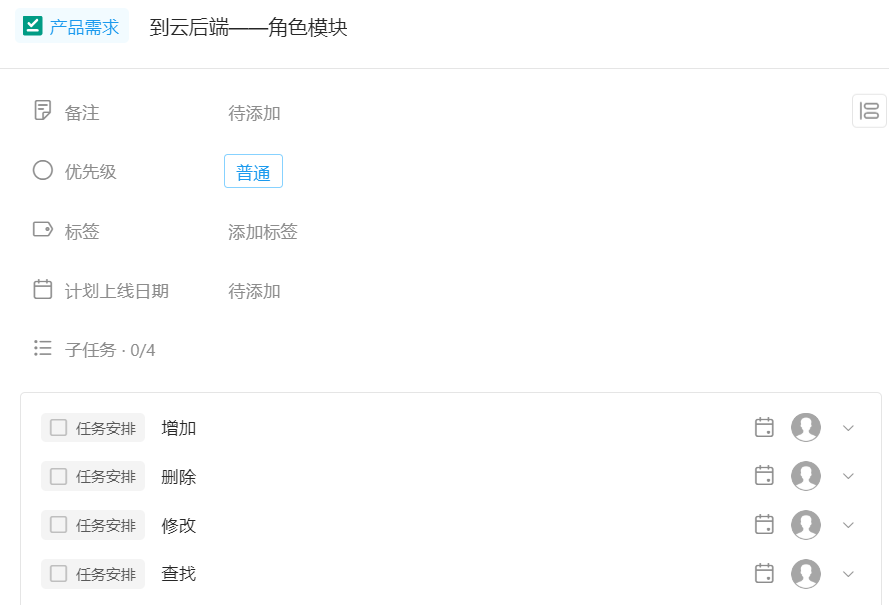 产品需求 到云后端——角色模块
备注 待添加
优先级 普通
标签 添加标签
计划上线日期 待添加
子任务 · 0/4
任务安排 增加
任务安排 删除
任务安排 修改
任务安排 查找